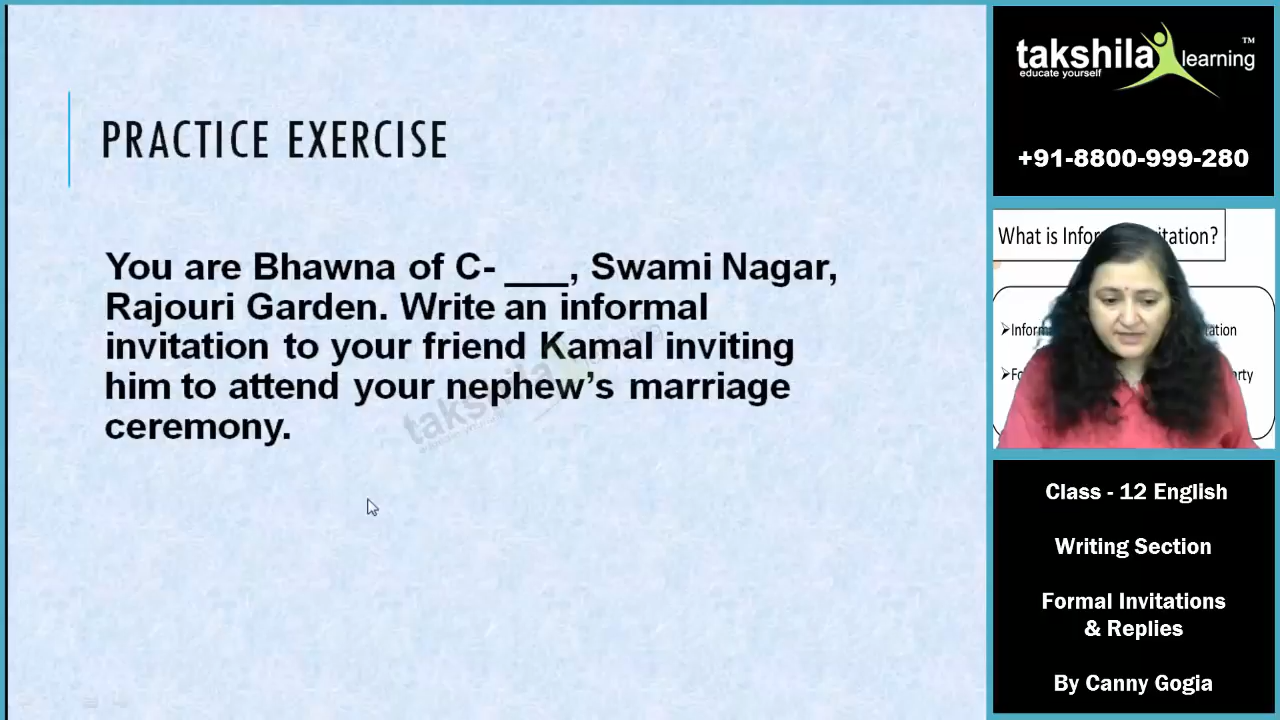 PRACTICE EXERCISE
You are Bhawna of C- ___, Swami Nagar,
Rajouri Garden. Write an informal
invitation to your friend Kamal inviting
him to attend your nephew's marriage
ceremony.
takshila
takshila learning™
educate yourself
+91-8800-999-280
What is Infor itation?
➢Inform tation
➢Fo rty
Class - 12 English
Writing Section
Formal Invitations
& Replies
By Canny Gogia